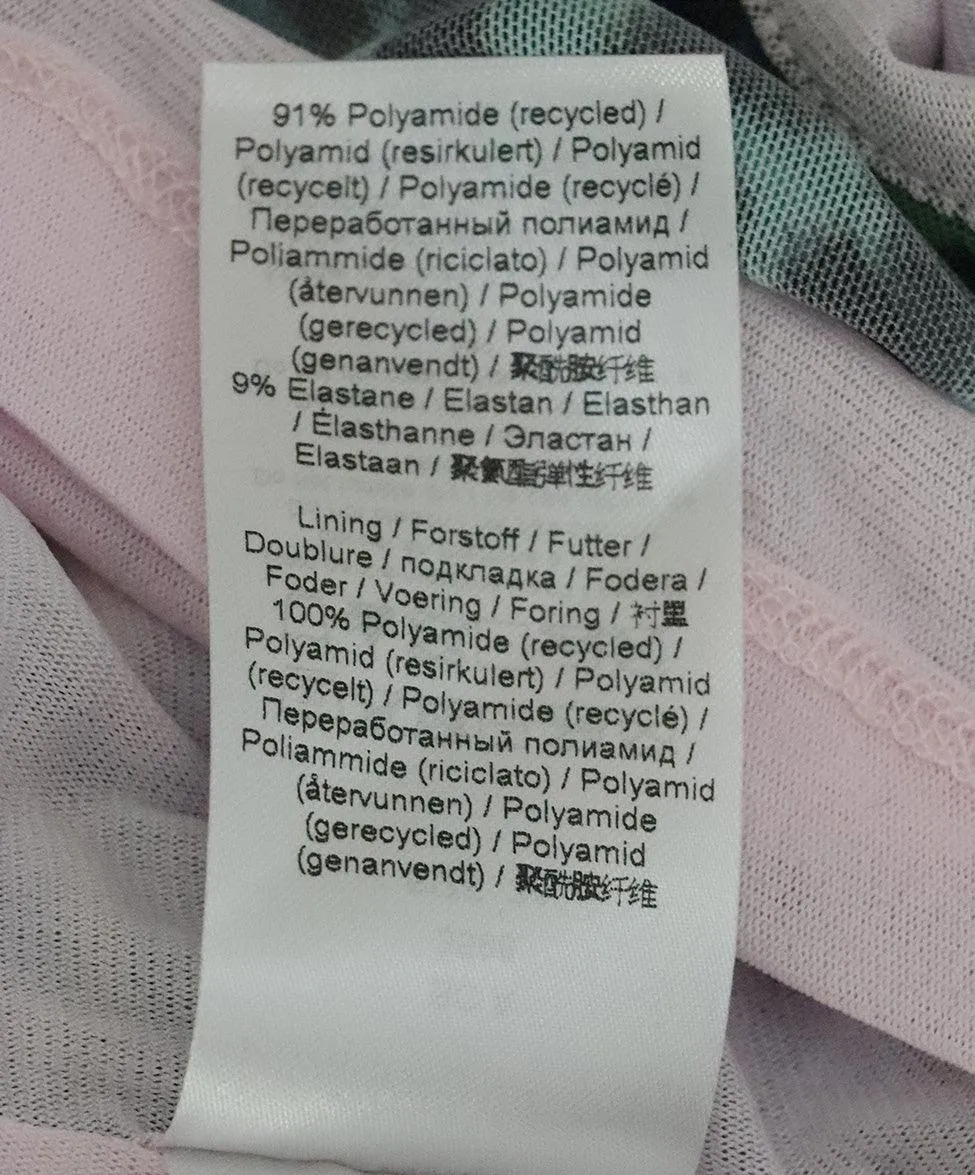 91% Polyamide (recycled) /
Polyamid (resirkulert) / Polyamid
(recycelt) / Polyamide (recyclé) /
Переработанный полиамид /
Poliammide (riciclato) / Polyamid
(återvunnen) / Polyamide
(gerecycled) / Polyamid
(genanvendt) / 聚酰胺纤维
9% Elastane / Elastan / Elasthan
/ Élasthanne / Эластан /
Elastaan / 聚氨酯弹性纤维
Lining / Forstoff / Futter /
Doublure / подкладка / Fodera /
Foder / Voering / Foring /
100% Polyamide (recycled) /
Polyamid (resirkulert) / Polyamid
(recycelt) / Polyamide (recyclé) /
Переработанный полиамид /
Poliammide (riciclato) / Polyamid
(återvunnen) / Polyamide
(gerecycled) / Polyamid
(genanvendt) / 聚酰胺纤维